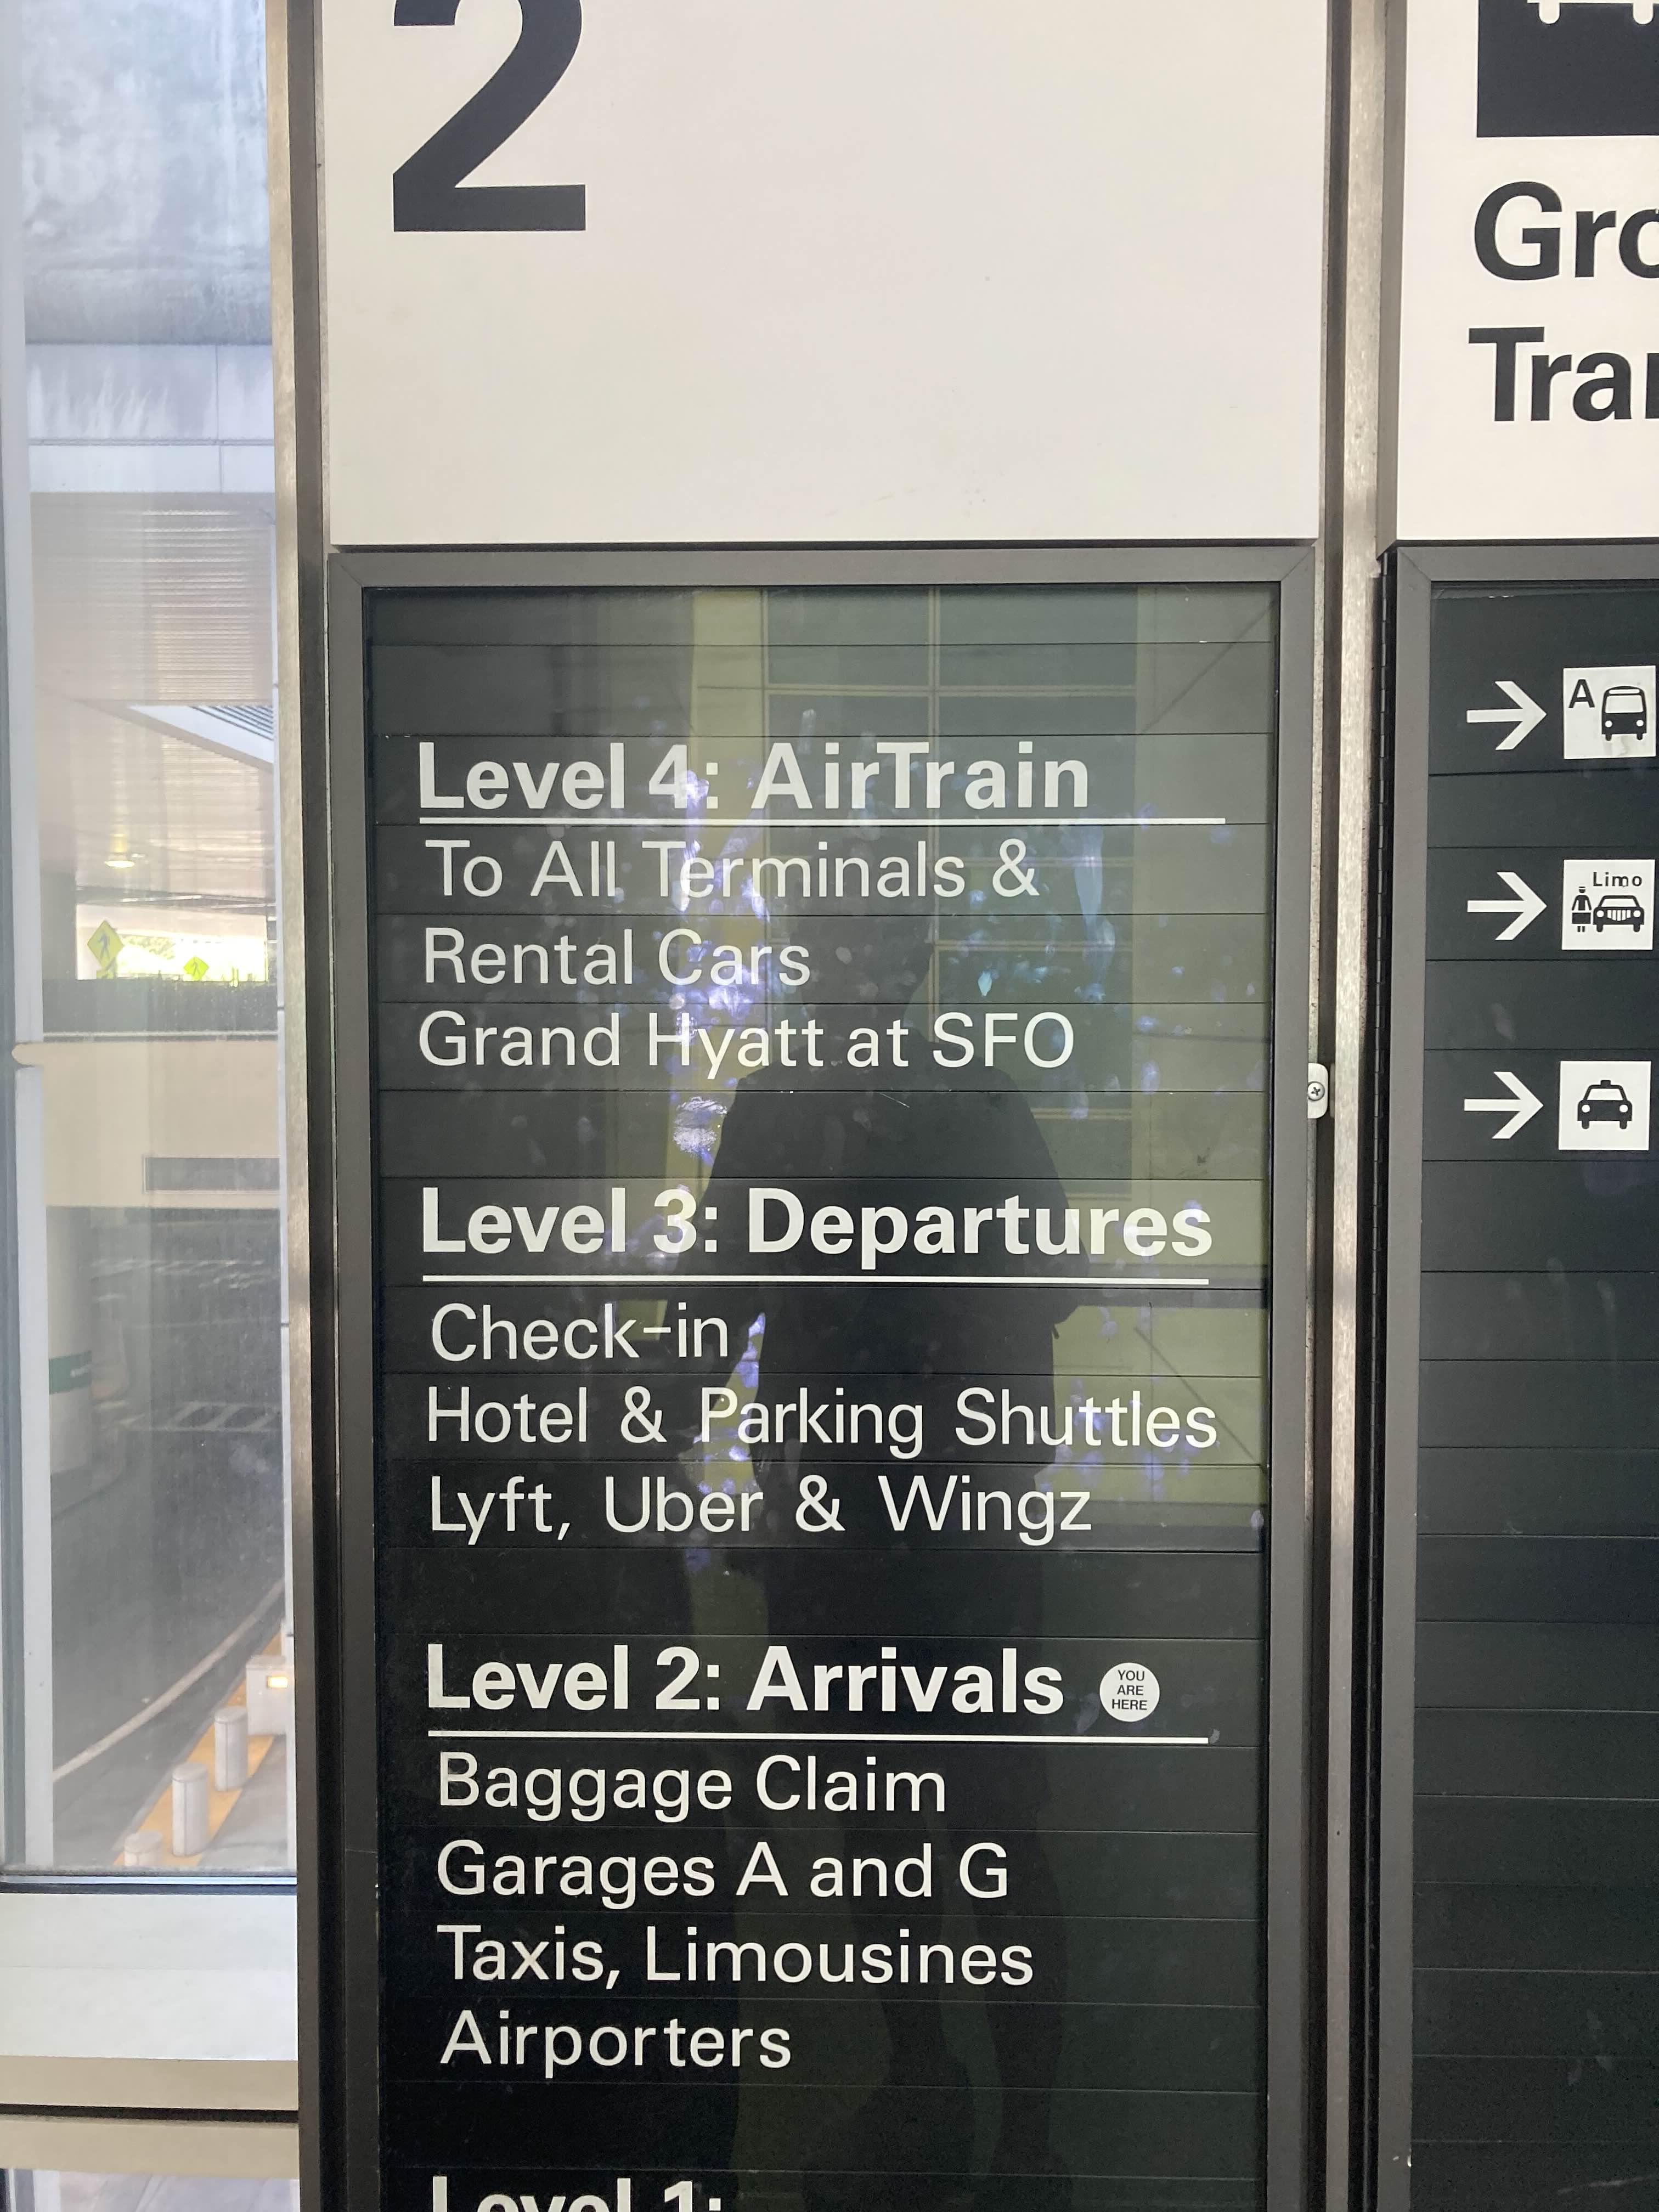 2
Level 4: AirTrain
To All Terminals &
Rental Cars
Grand Hyatt at SFO
Level 3: Departures
Check-in
Hotel & Parking Shuttles
Lyft, Uber & Wingz
Level 2: Arrivals
YOU
ARE
HERE
Baggage Claim
Garages A and G
Taxis, Limousines
Airporters
Level 1:
Gro
Tra
A
Limo